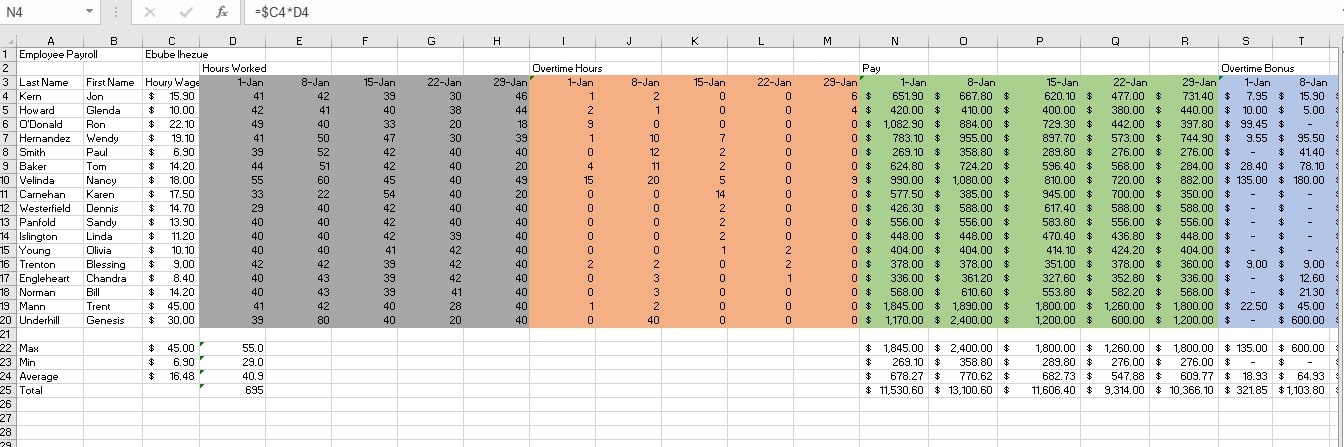 N4 fx =$C4*D4
A B C D E F G H I J K L M N O P Q R S T
1 Employee Payroll Ebube Ihezue
2 Hours Worked Overtime Hours Pay Overtime Bonus
3 Last Name First Name Houry Wage 1-Jan 8-Jan 15-Jan 22-Jan 29-Jan 1-Jan 8-Jan 15-Jan 22-Jan 29-Jan 1-Jan 8-Jan 15-Jan 22-Jan 29-Jan 1-Jan 8-Jan
4 Kern Jon $ 15.90 41 42 39 30 46 1 2 0 0 6 $ 651.90 $ 667.80 $ 620.10 $ 477.00 $ 731.40 $ 7.95 $ 15.90
5 Howard Glenda $ 10.00 42 41 40 38 44 2 1 0 0 4 $ 420.00 $ 410.00 $ 400.00 $ 380.00 $ 440.00 $ 10.00 $ 5.00
6 O'Donald Ron $ 22.10 49 40 33 20 18 9 0 0 0 0 $ 1,082.90 $ 884.00 $ 729.30 $ 442.00 $ 397.80 $ 99.45 $ -
7 Hernandez Wendy $ 19.10 41 50 47 30 39 1 10 7 0 0 $ 783.10 $ 955.00 $ 897.70 $ 573.00 $ 744.90 $ 9.55 $ 95.50
8 Smith Paul $ 6.90 39 52 42 40 40 0 12 2 0 0 $ 269.10 $ 358.80 $ 289.80 $ 276.00 $ 276.00 $ - $ 41.40
9 Baker Tom $ 14.20 44 51 42 40 20 4 11 2 0 0 $ 624.80 $ 724.20 $ 596.40 $ 568.00 $ 284.00 $ 28.40 $ 78.10
10 Velinda Nancy $ 18.00 55 60 45 40 49 15 20 5 0 9 $ 990.00 $ 1,080.00 $ 810.00 $ 720.00 $ 882.00 $ 135.00 $ 180.00
11 Carnehan Karen $ 17.50 33 22 54 40 20 0 0 14 0 0 $ 577.50 $ 385.00 $ 945.00 $ 700.00 $ 350.00 $ - $ -
12 Westerfield Dennis $ 14.70 29 40 42 40 40 0 0 2 0 0 $ 426.30 $ 588.00 $ 617.40 $ 588.00 $ 588.00 $ - $ -
13 Panfold Sandy $ 13.90 40 40 42 40 40 0 0 2 0 0 $ 556.00 $ 556.00 $ 583.80 $ 556.00 $ 556.00 $ - $ -
14 Islington Linda $ 11.20 40 40 42 39 40 0 0 2 0 0 $ 448.00 $ 448.00 $ 470.40 $ 436.80 $ 448.00 $ - $ -
15 Young Olivia $ 10.10 40 40 41 42 40 0 0 1 2 0 $ 404.00 $ 404.00 $ 414.10 $ 424.20 $ 404.00 $ - $ -
16 Trenton Blessing $ 9.00 42 42 39 42 40 2 2 0 2 0 $ 378.00 $ 378.00 $ 351.00 $ 378.00 $ 360.00 $ 9.00 $ 9.00
17 Engleheart Chandra $ 8.40 40 43 39 42 40 0 3 0 1 0 $ 336.00 $ 361.20 $ 327.60 $ 352.80 $ 336.00 $ - $ 12.60
18 Norman Bill $ 14.20 40 43 39 41 40 0 3 0 0 0 $ 568.00 $ 610.60 $ 553.80 $ 582.20 $ 568.00 $ - $ 21.30
19 Mann Trent $ 45.00 41 42 40 28 40 1 2 0 0 0 $ 1,845.00 $ 1,890.00 $ 1,800.00 $ 1,260.00 $ 1,800.00 $ 22.50 $ 45.00
20 Underhill Genesis $ 30.00 39 80 40 20 40 0 40 0 0 0 $ 1,170.00 $ 2,400.00 $ 1,200.00 $ 600.00 $ 1,200.00 $ - $ 600.00
21
22 Max $ 45.00 55.0 $ 1,845.00 $ 2,400.00 $ 1,800.00 $ 1,260.00 $ 1,800.00 $ 135.00 $ 600.00
23 Min $ 6.90 29.0 $ 269.10 $ 358.80 $ 289.80 $ 276.00 $ 276.00 $ - $ -
24 Average $ 16.48 40.9 $ 678.27 $ 770.62 $ 682.73 $ 547.88 $ 609.77 $ 18.93 $ 64.93
25 Total 695 $ 11,530.60 $ 13,100.60 $ 11,606.40 $ 9,314.00 $ 10,366.10 $ 321.85 $ 1,103.80
26
27
28
29